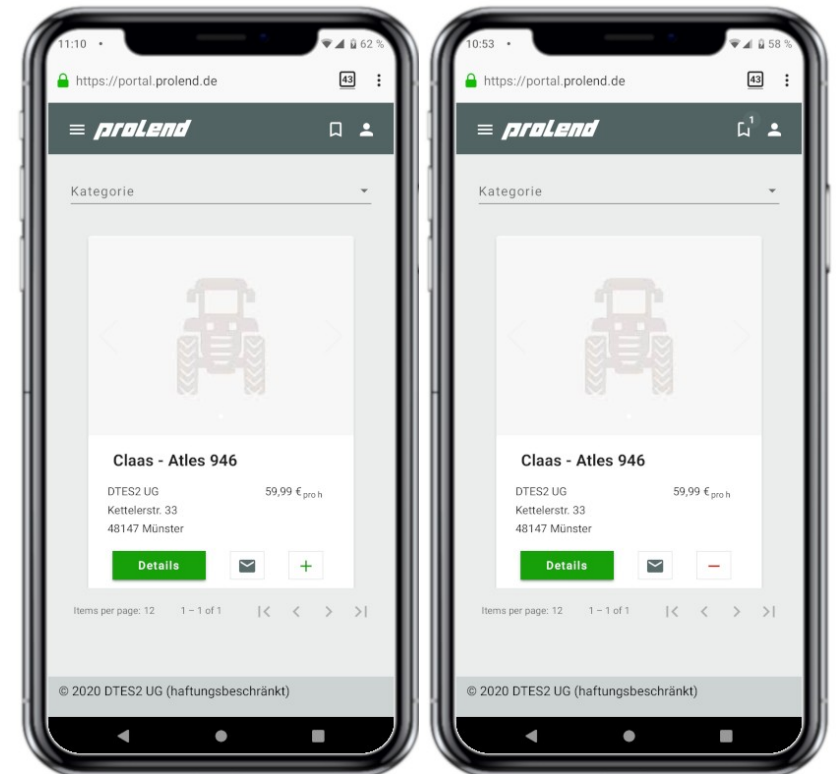 11:10
62 %
https://portal.prolend.de
43
proLend
Kategorie
Claas - Atles 946
DTES2 UG
59,99 € pro h
Kettelerstr. 33
48147 Münster
Details
+
Items per page: 12 1 – 1 of 1 |< < > >|
© 2020 DTES2 UG (haftungsbeschränkt)
10:53
58 %
https://portal.prolend.de
43
proLend
1
Kategorie
Claas - Atles 946
DTES2 UG
59,99 € pro h
Kettelerstr. 33
48147 Münster
Details
−
Items per page: 12 1 – 1 of 1 |< < > >|
© 2020 DTES2 UG (haftungsbeschränkt)